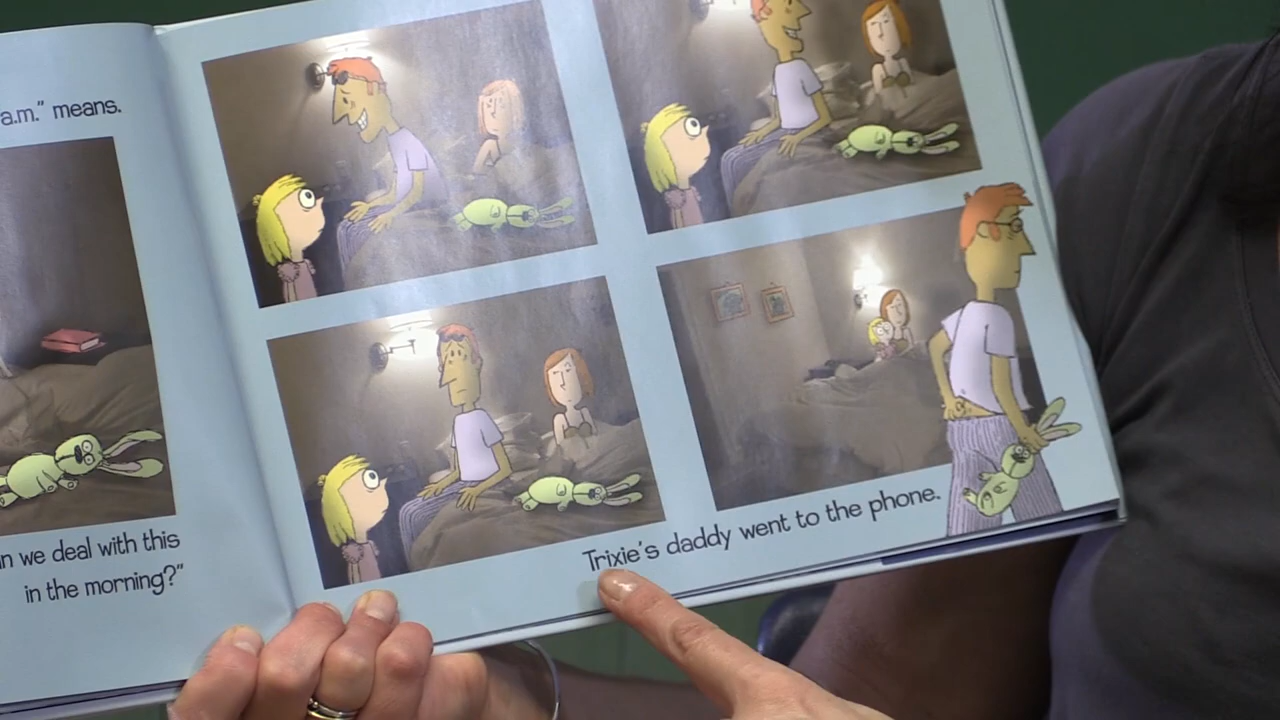 a.m." means.
n we deal with this
in the morning?"
Trixie's daddy went to the phone.